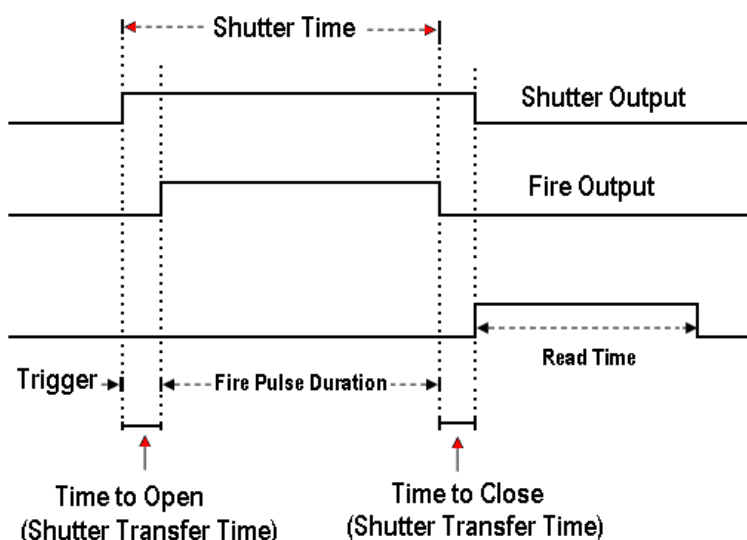 Shutter Time
Shutter Output
Fire Output
Read Time
Trigger
Fire Pulse Duration
Time to Open
(Shutter Transfer Time)
Time to Close
(Shutter Transfer Time)